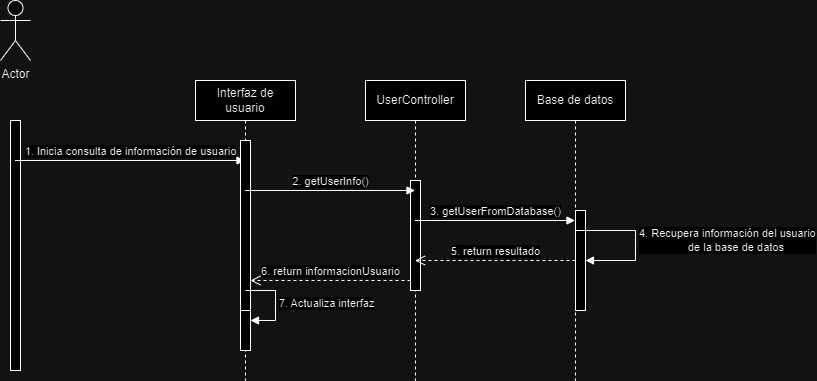 Actor
Interfaz de
usuario
UserController
Base de datos
1. Inicia consulta de información de usuario
2. getUserInfo()
3. getUserFromDatabase()
4. Recupera información del usuario
de la base de datos
5. return resultado
6. return informacionUsuario
7. Actualiza interfaz